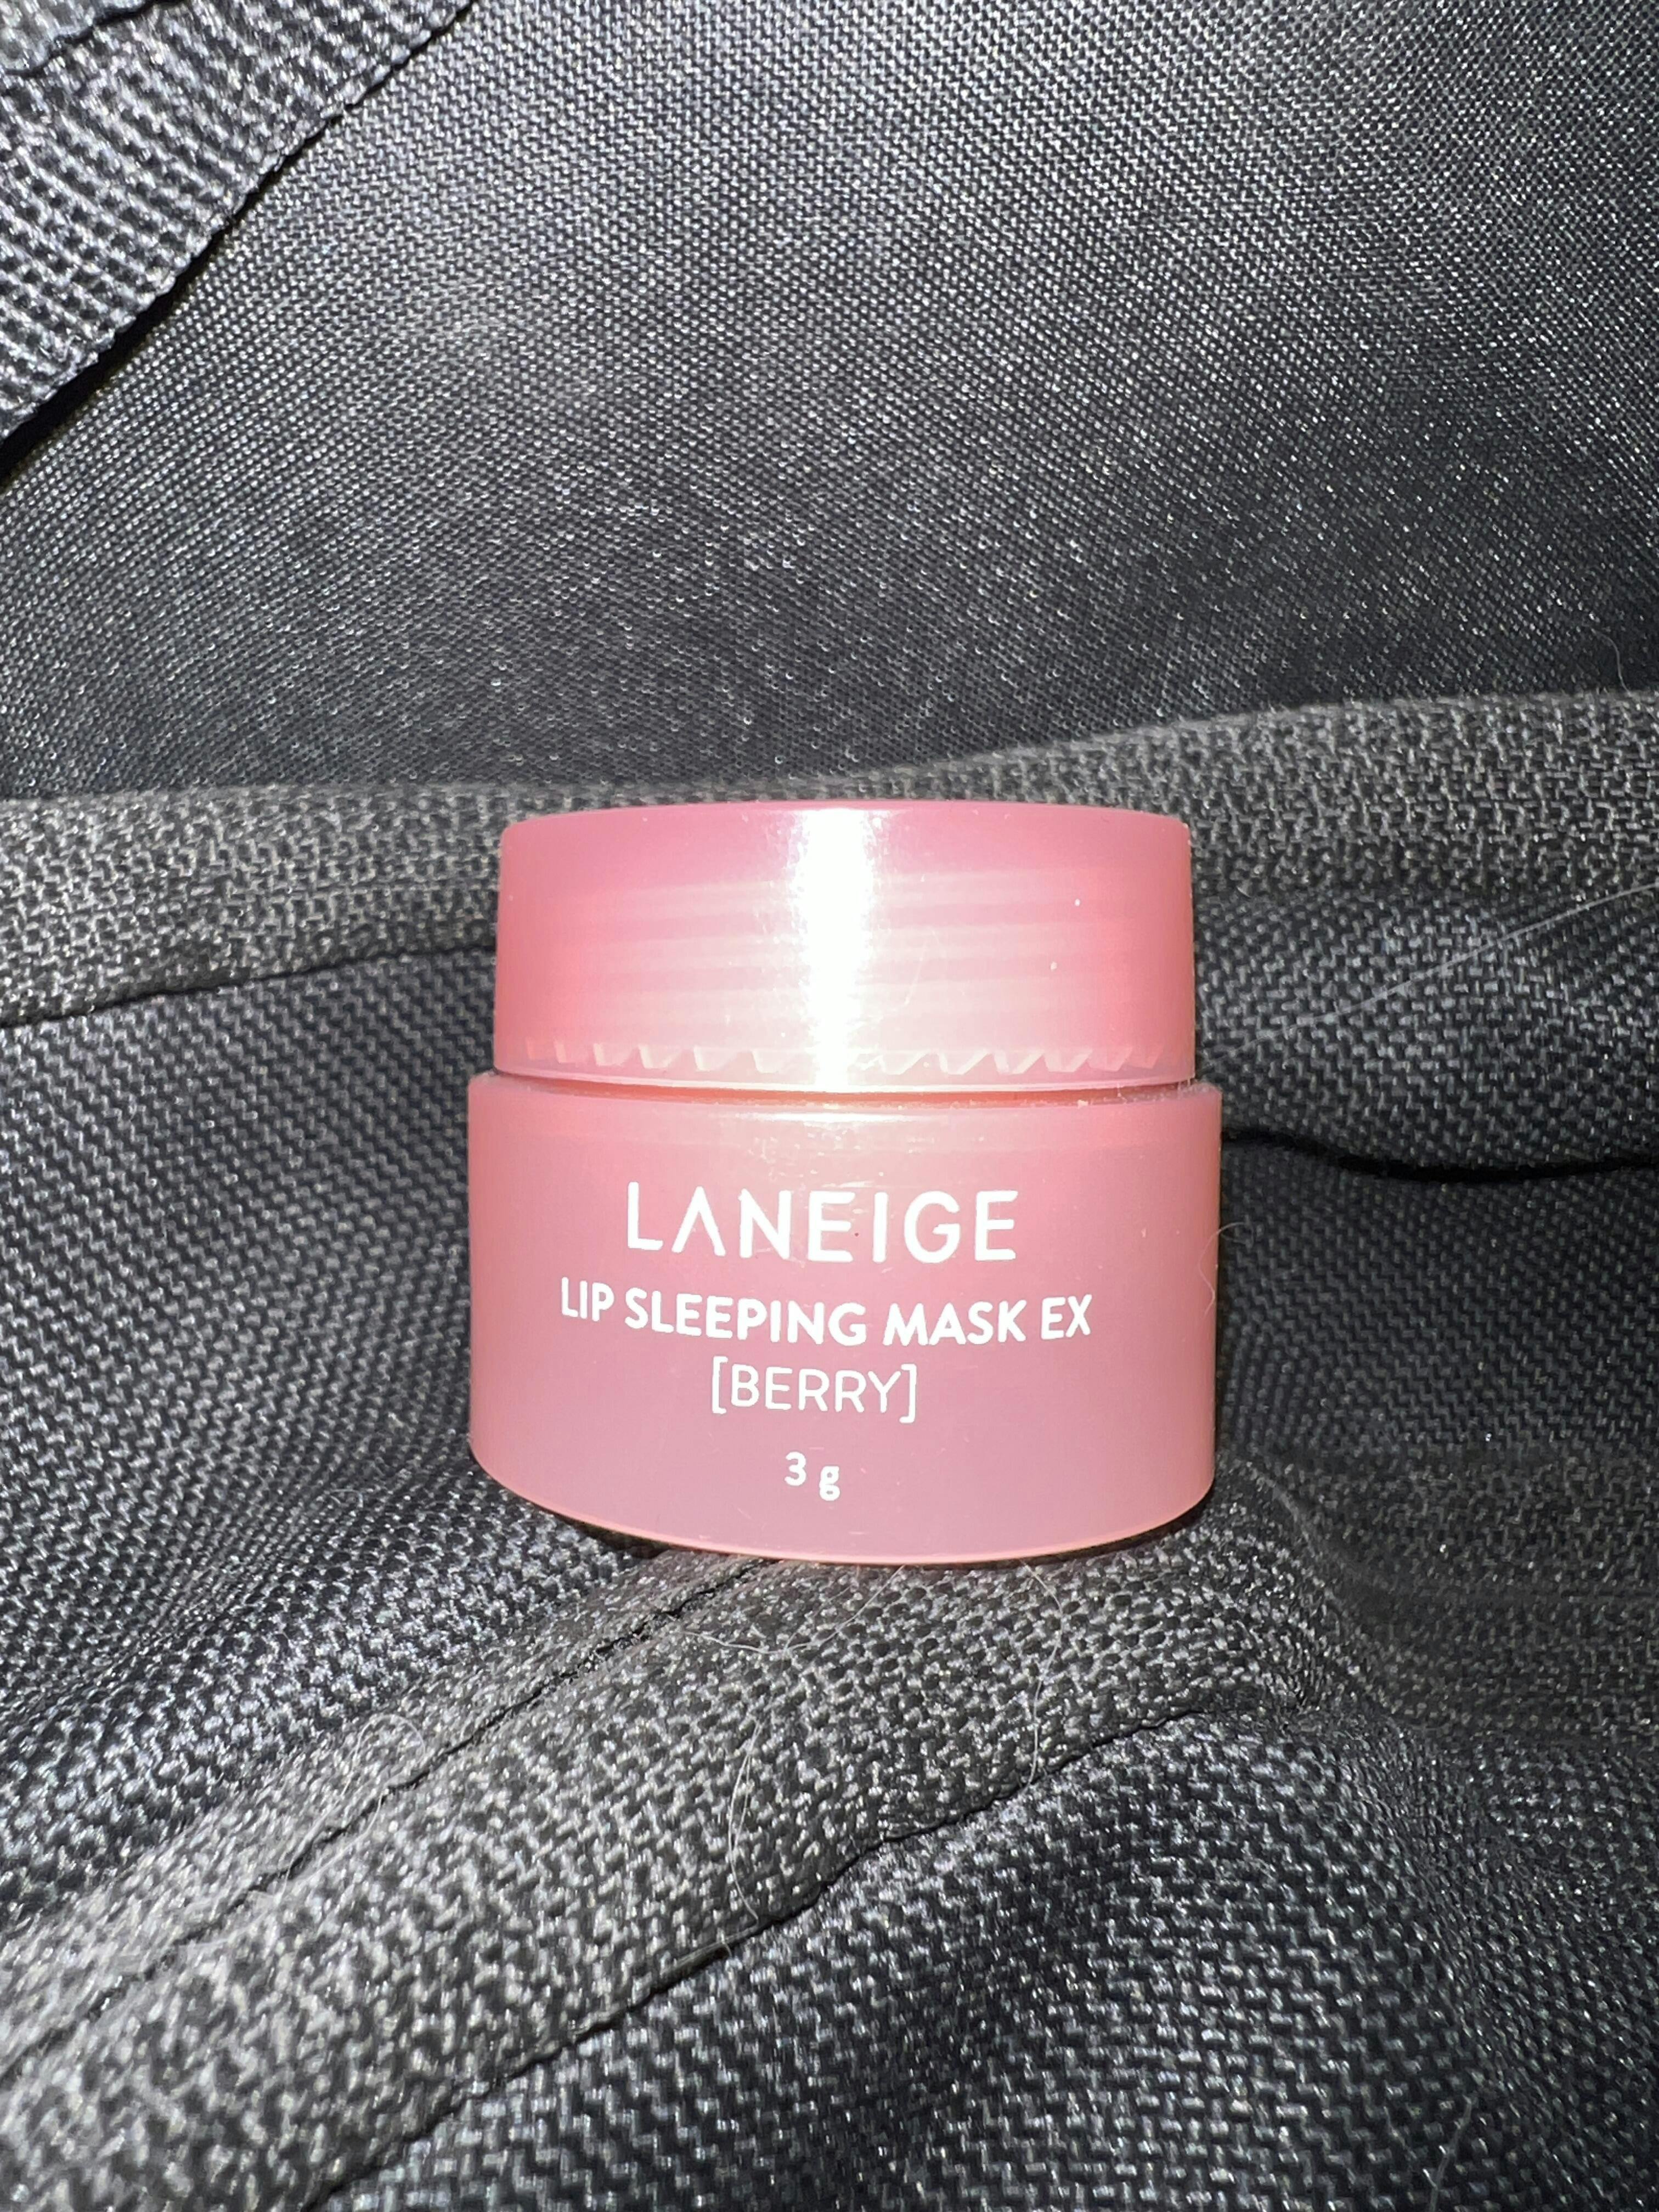 LANEIGE
LIP SLEEPING MASK EX
[BERRY]
3 g